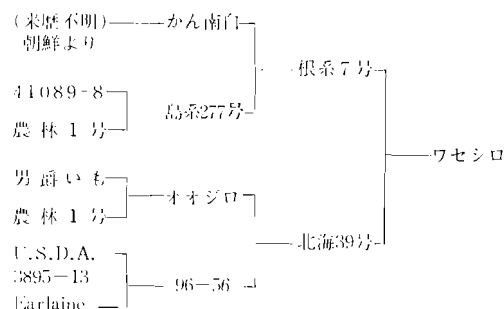 (来歴不明) かん南白
朝鮮より
根系7号
41089-8
島系277号
農林1号
ワセシロ
男爵いも
オオジロ
農林1号
北海39号
U.S.D.A.
3895-13
96-56
Earlaine